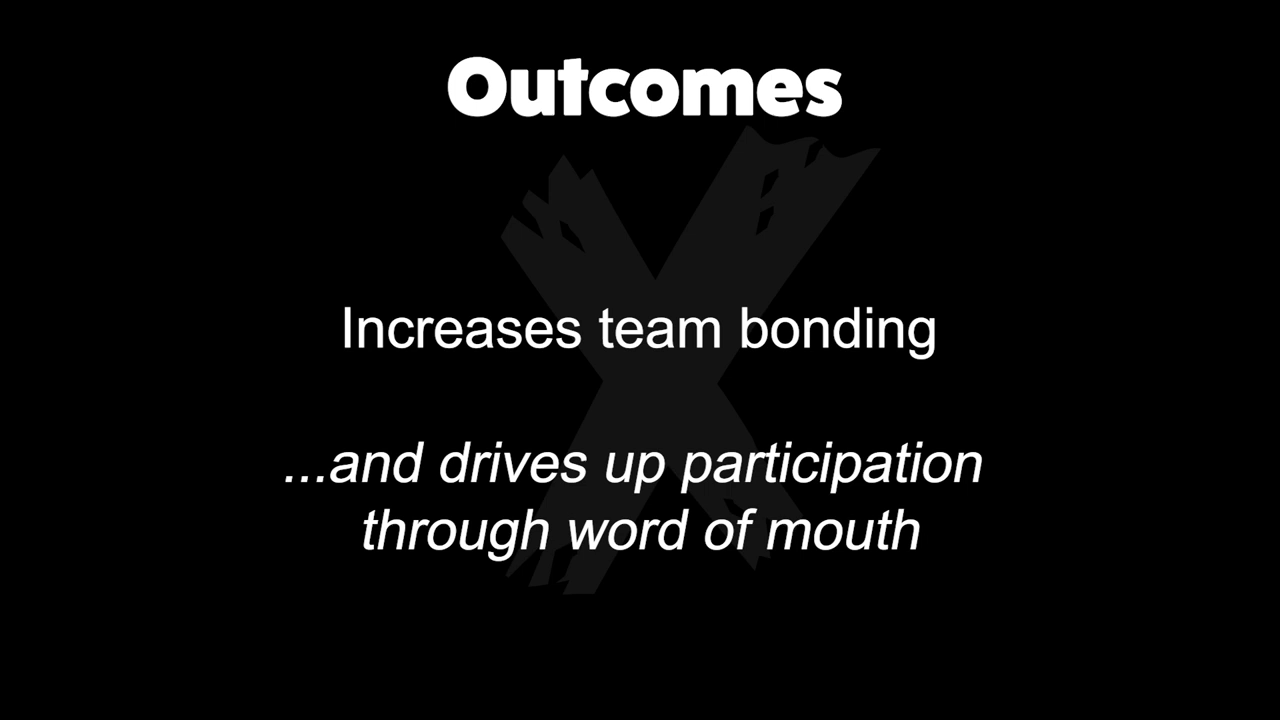 Outcomes
Increases team bonding
...and drives up participation
through word of mouth